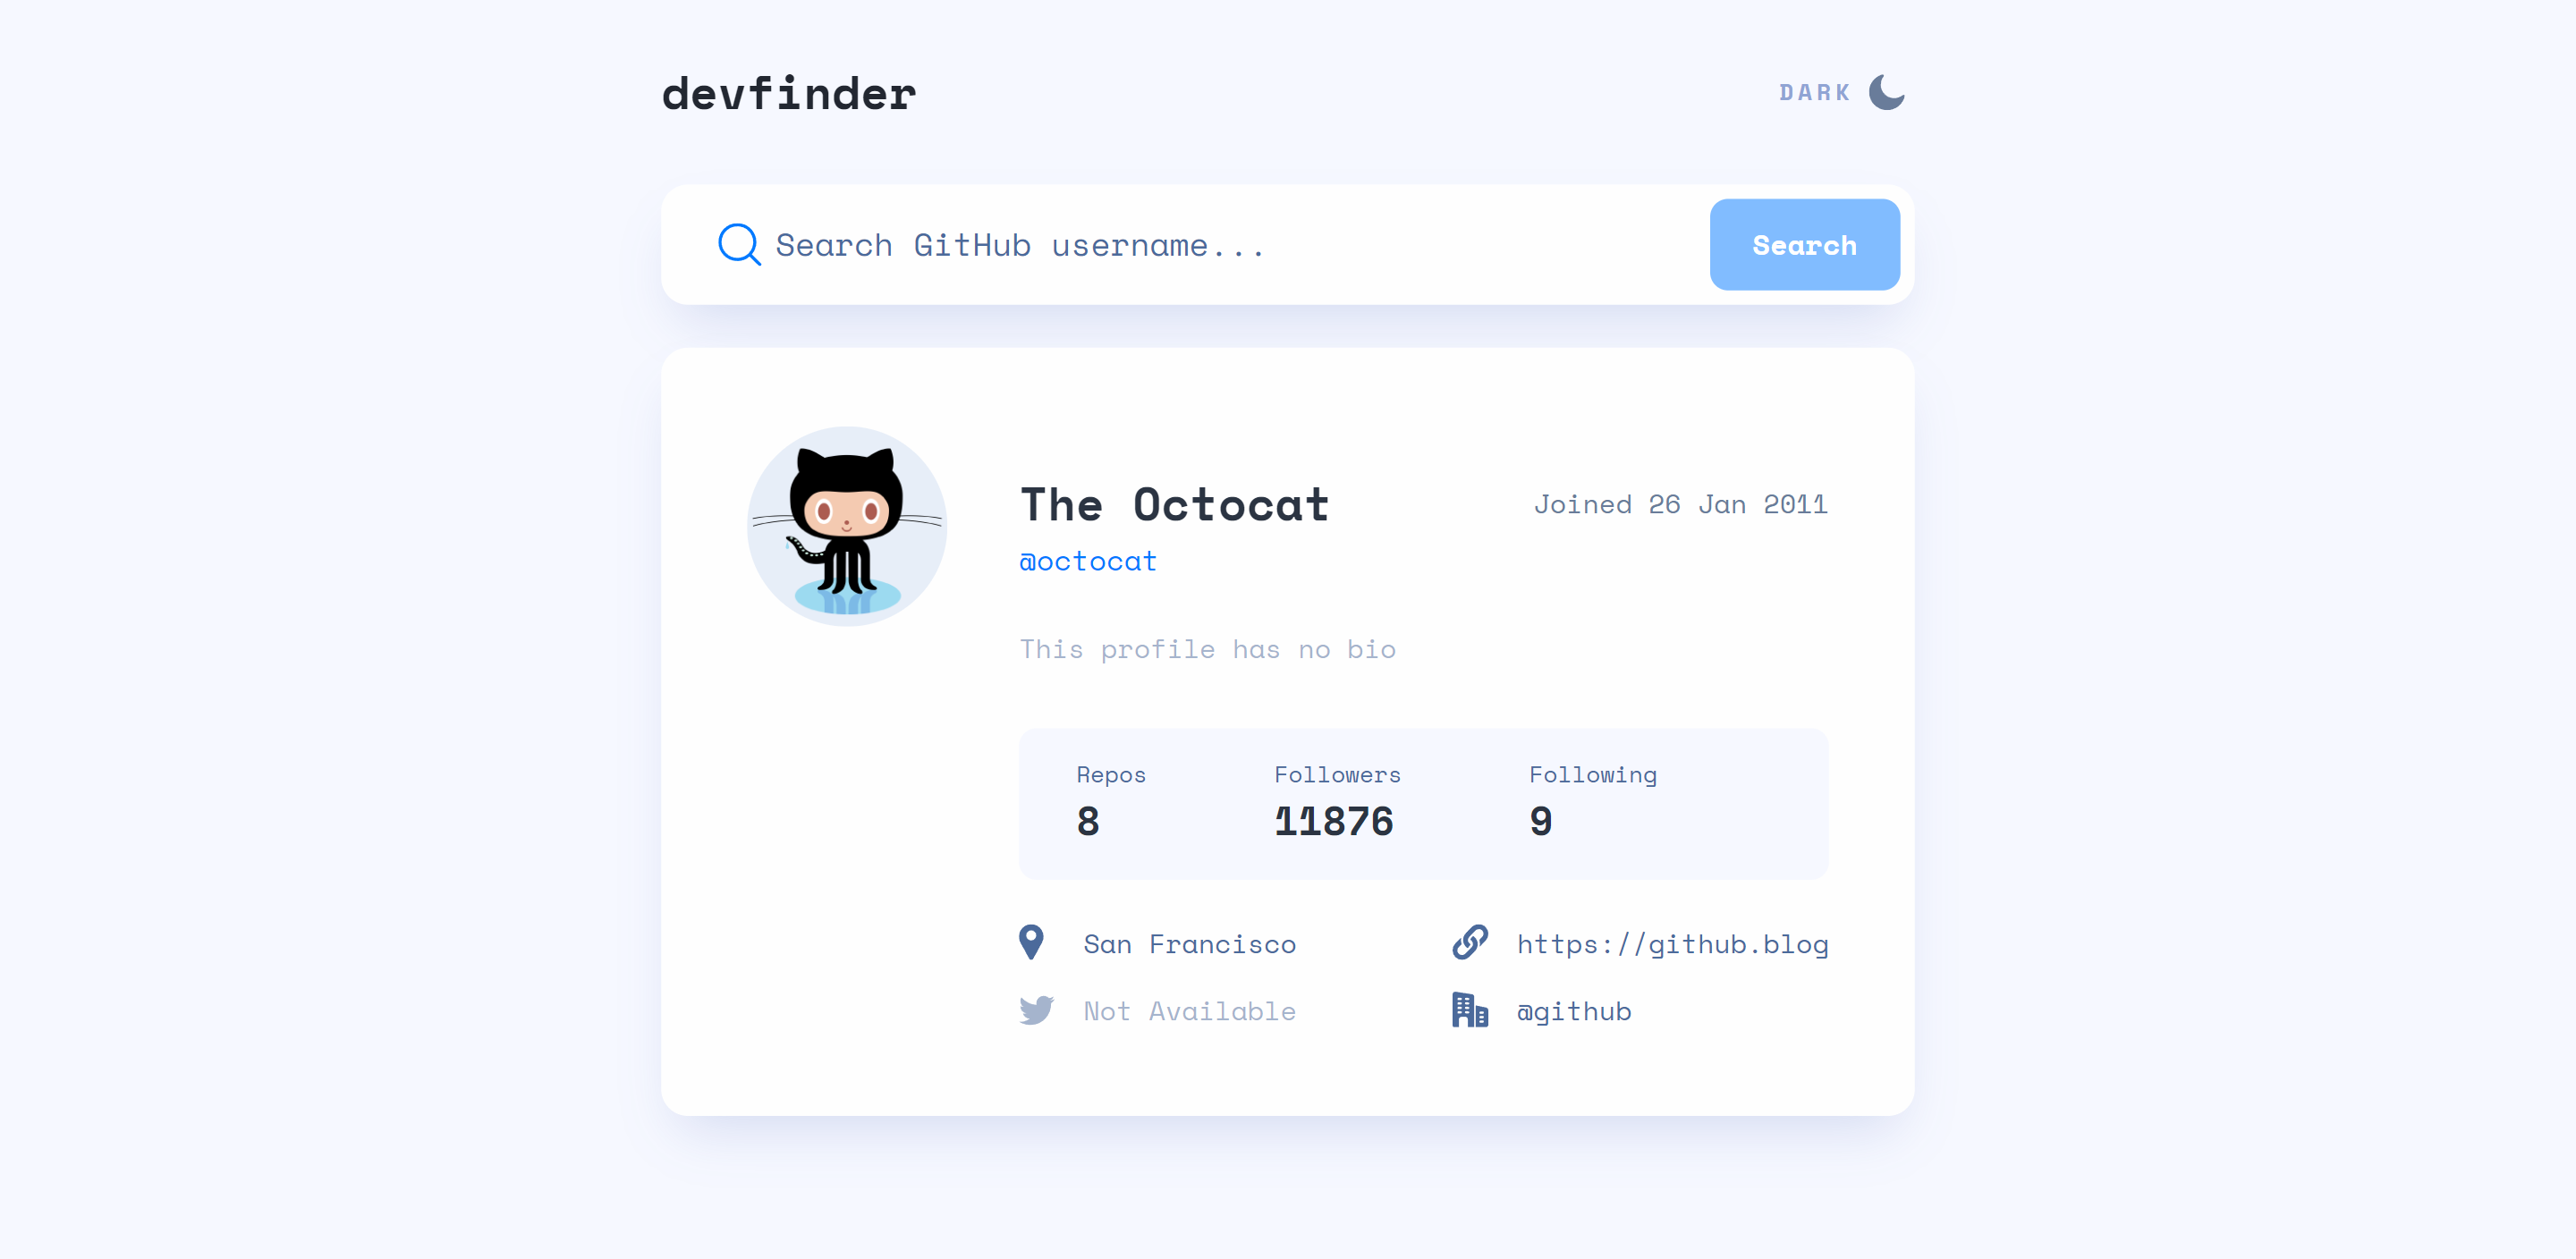 devfinder
DARK
Search GitHub username...
Search
The Octocat
Joined 26 Jan 2011
@octocat
This profile has no bio
Repos
Followers
Following
8
11876
9
San Francisco
https://github.blog
Not Available
@github